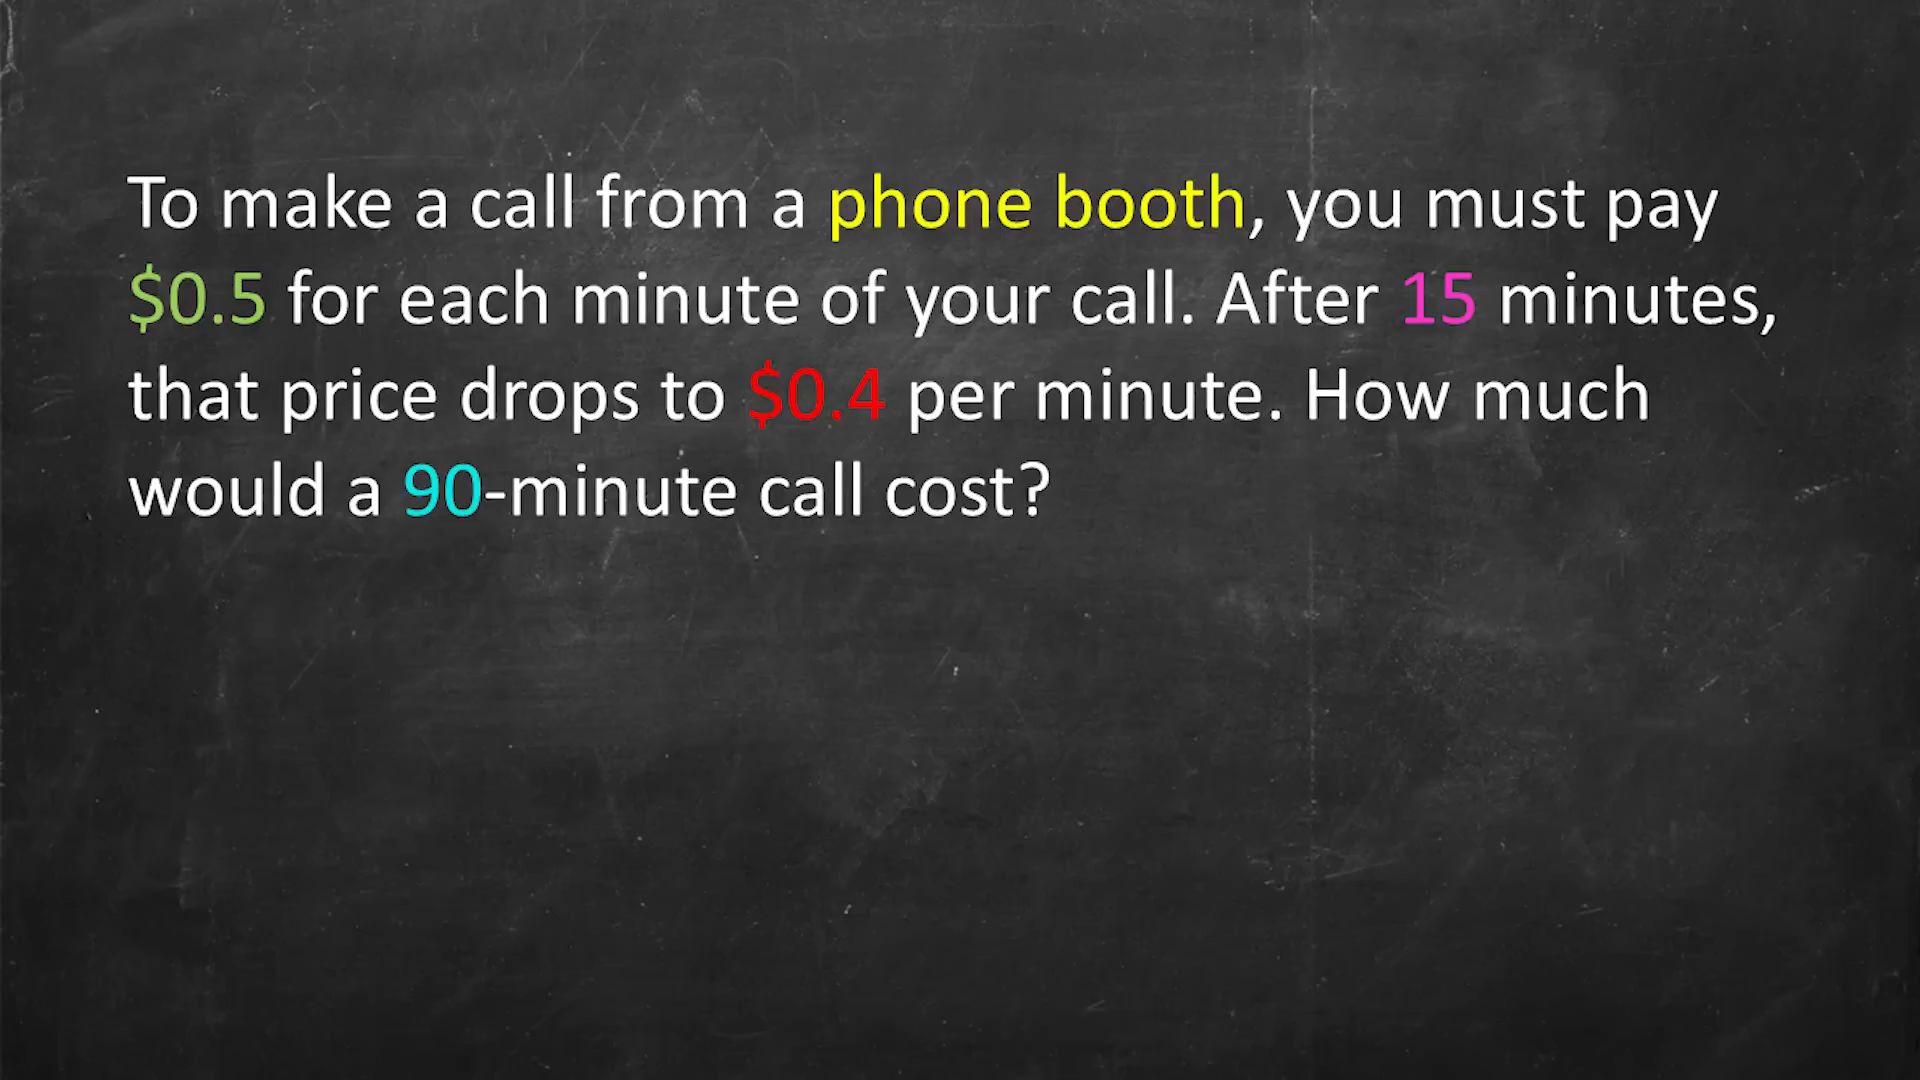 To make a call from a phone booth, you must pay
$0.5 for each minute of your call. After 15 minutes,
that price drops to $0.4 per minute. How much
would a 90-minute call cost?